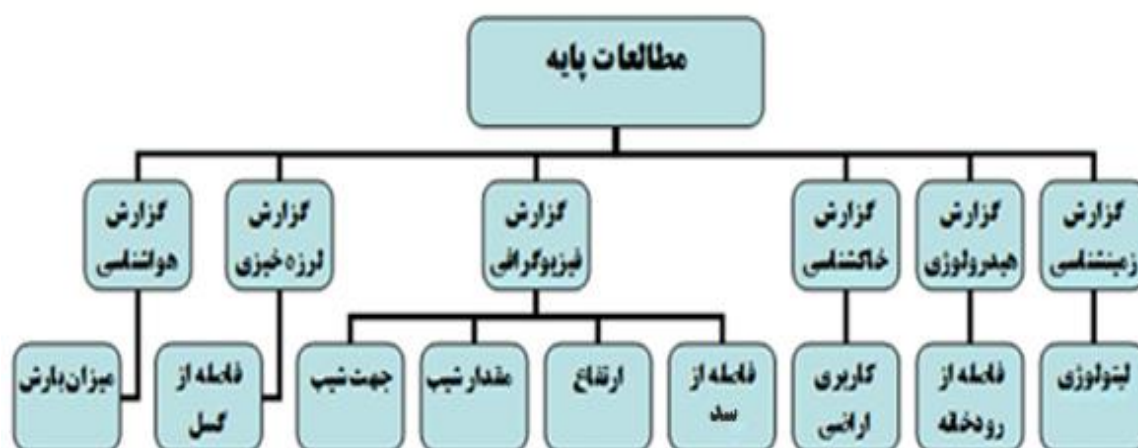 مطالعات پایه
گزارش
زمینشناسی
گزارش
هیدرولوژی
گزارش
خاکشناسی
گزارش
فیزیوگرافی
گزارش
لرزه خیزی
گزارش
هواشناسی
لیتولوژی
فاصله از
رودخانه
کاربری
اراضی
فاصله از
سد
ارتفاع
مقدار شیب
جهت شیب
فاصله از
گسل
میزان بارش